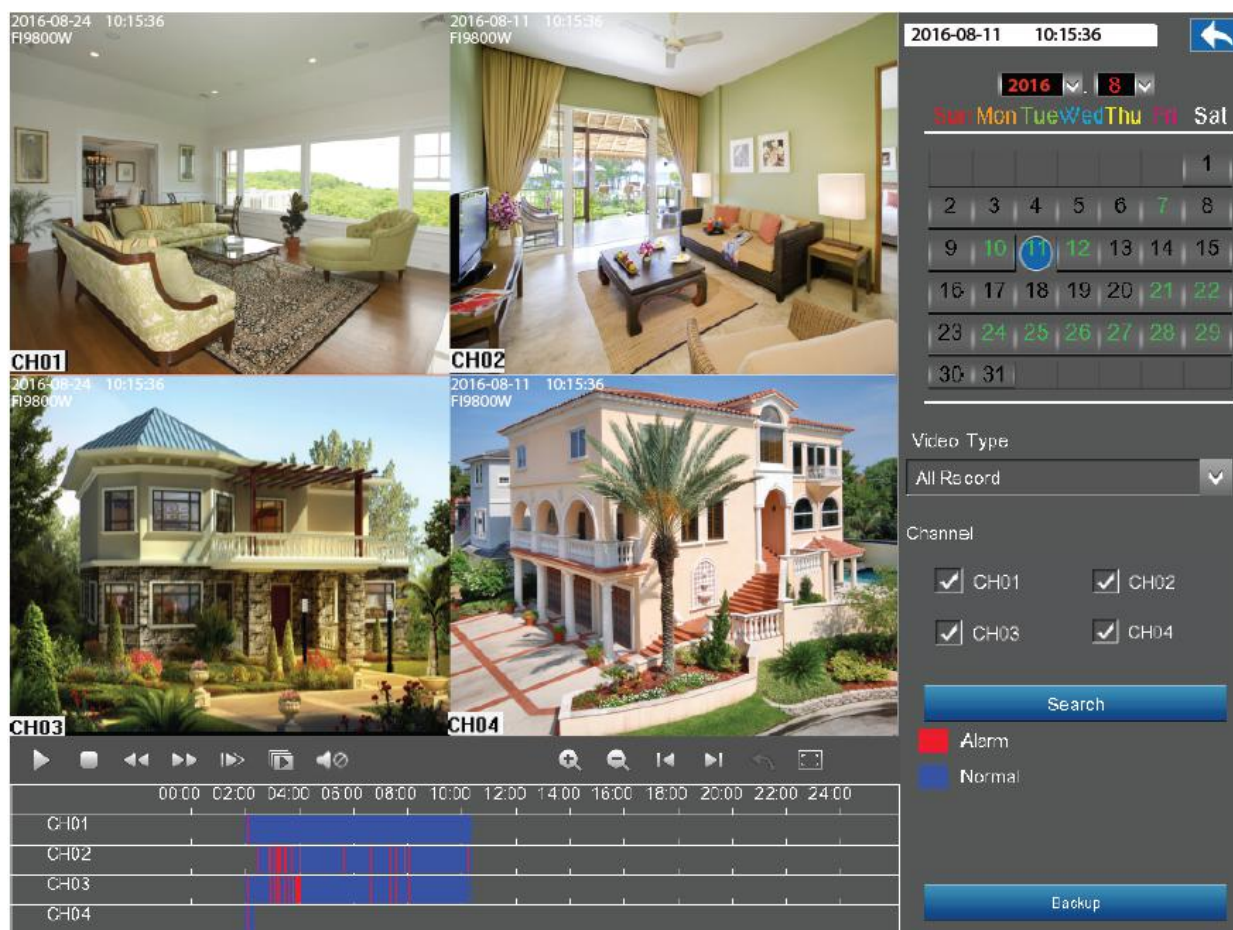 2016-08-24 10:15:36
FI9800W
CH01
2016-08-11 10:15:36
FI9800W
CH02
2016-08-24 10:15:36
FI9800W
CH03
2016-08-11 10:15:36
FI9800W
CH04
00:00 02:00 04:00 06:00 08:00 10:00 12:00 14:00 16:00 18:00 20:00 22:00 24:00
CH01
CH02
CH03
CH04
2016-08-11 10:15:36
2016 . 8
Sun Mon Tue Wed Thu Fri Sat
1
2 3 4 5 6 7 8
9 10 11 12 13 14 15
16 17 18 19 20 21 22
23 24 25 26 27 28 29
30 31
Video Type
All Record
Channel
CH01 CH02
CH03 CH04
Search
Alarm
Normal
Backup